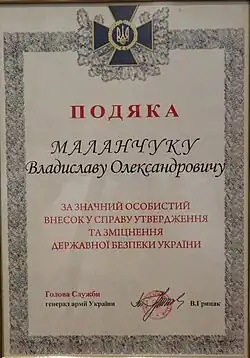 ПОДЯКА
МАЛАНЧУКУ
Владиславу Олександровичу
ЗА ЗНАЧНИЙ ОСОБИСТИЙ
ВНЕСОК У СПРАВУ УТВЕРДЖЕННЯ
ТА ЗМІЦНЕННЯ
ДЕРЖАВНОЇ БЕЗПЕКИ УКРАЇНИ
Голова Служби
генерал армії України В.Грицак